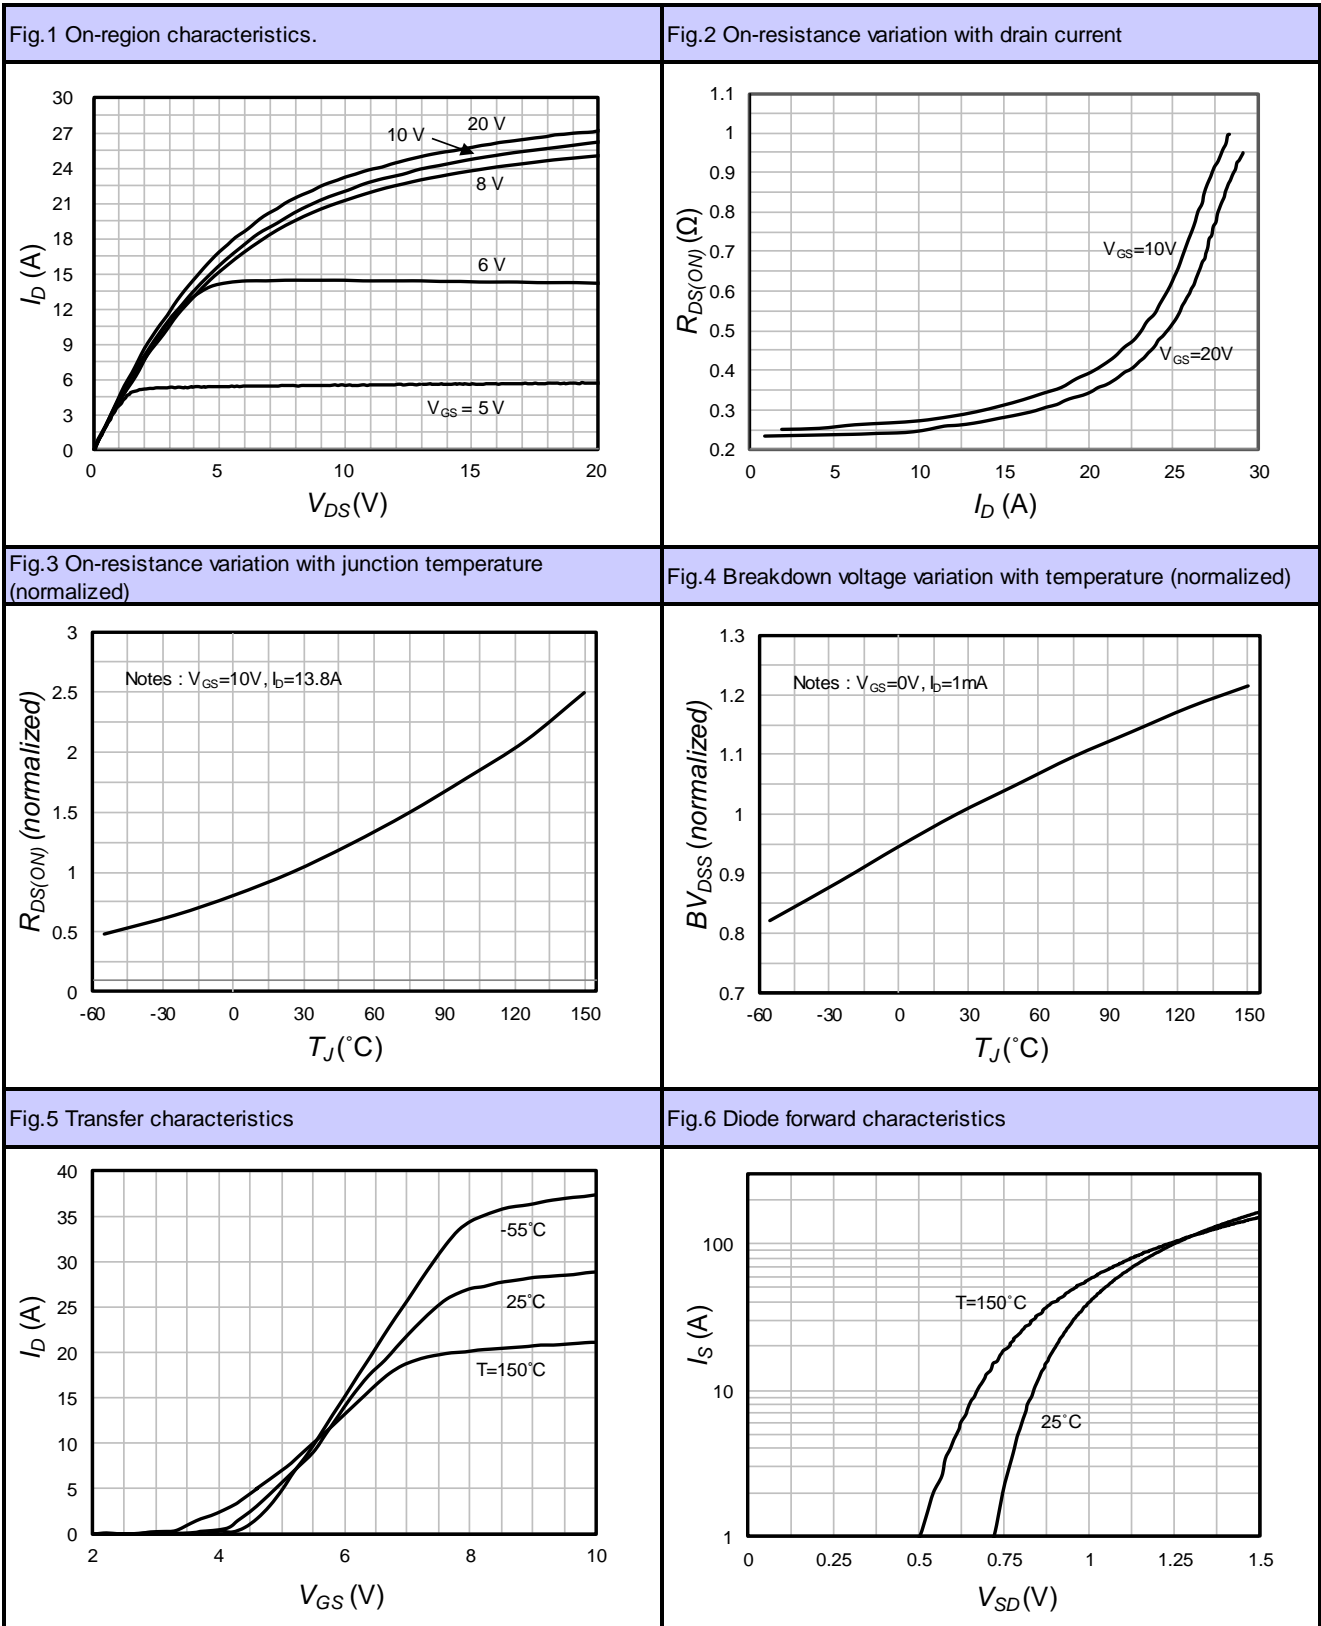 Fig.1 On-region characteristics.
Fig.2 On-resistance variation with drain current
30
27
24
21
18
15
12
9
6
3
0
I_D (A)
20 V
10 V
8 V
6 V
V_GS = 5 V
0 5 10 15 20
V_DS (V)
1.1
1
0.9
0.8
0.7
0.6
0.5
0.4
0.3
0.2
R_DS(ON) (Ω)
V_GS=10V
V_GS=20V
0 5 10 15 20 25 30
I_D (A)
Fig.3 On-resistance variation with junction temperature
(normalized)
Fig.4 Breakdown voltage variation with temperature (normalized)
3
2.5
2
1.5
1
0.5
0
R_DS(ON) (normalized)
Notes : V_GS=10V, I_D=13.8A
-60 -30 0 30 60 90 120 150
T_J (˚C)
1.3
1.2
1.1
1
0.9
0.8
0.7
BV_DSS (normalized)
Notes : V_GS=0V, I_D=1mA
-60 -30 0 30 60 90 120 150
T_J (˚C)
Fig.5 Transfer characteristics
Fig.6 Diode forward characteristics
40
35
30
25
20
15
10
5
0
I_D (A)
-55˚C
25˚C
T=150˚C
2 4 6 8 10
V_GS (V)
100
10
1
I_S (A)
T=150˚C
25˚C
0 0.25 0.5 0.75 1 1.25 1.5
V_SD (V)